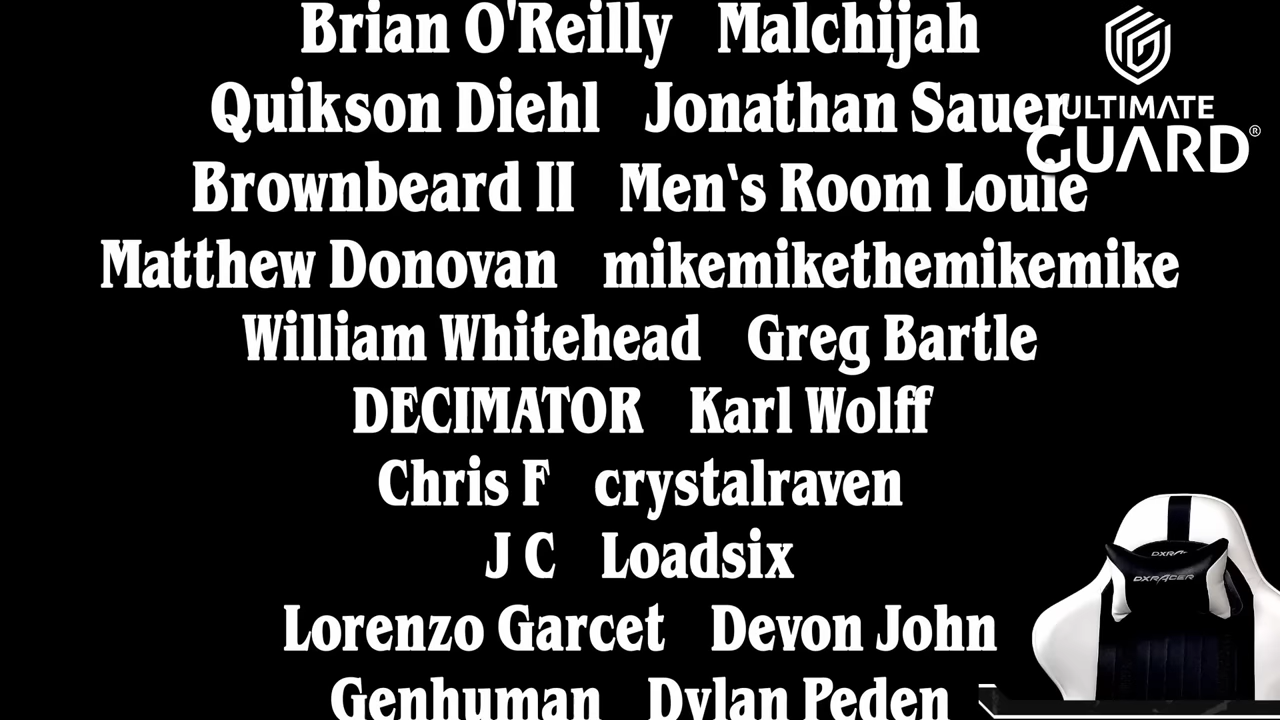 Brian O'Reilly Malchijah
Quikson Diehl Jonathan Sauer
ULTIMATE
GUARD®
Brownbeard II Men‘s Room Louie
Matthew Donovan mikemikethemikemike
William Whitehead Greg Bartle
DECIMATOR Karl Wolff
Chris F crystalraven
J C Loadsix
DXRA-
DXRACER
Lorenzo Garcet Devon John
Genhuman Dylan Peden